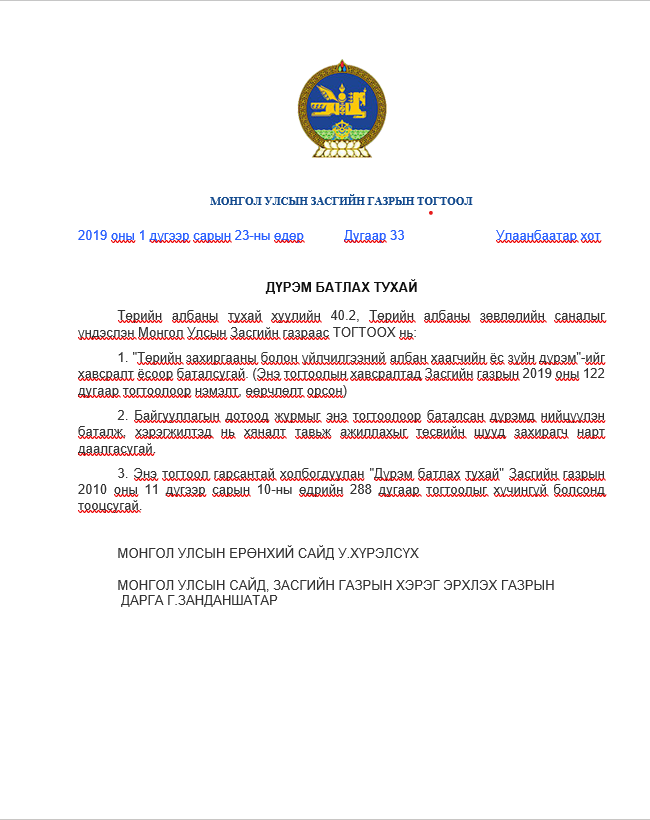 МОНГОЛ УЛСЫН ЗАСГИЙН ГАЗРЫН ТОГТООЛ
2019 оны 1 дүгээр сарын 23-ны өдөр Дугаар 33 Улаанбаатар хот
ДҮРЭМ БАТЛАХ ТУХАЙ
Төрийн албаны тухай хуулийн 40.2, Төрийн албаны зөвлөлийн саналыг
үндэслэн Монгол Улсын Засгийн газраас ТОГТООХ нь:
1. "Төрийн захиргааны болон үйлчилгээний албан хаагчийн ёс зүйн дүрэм"-ийг
хавсралт ёсоор баталсугай. (Энэ тогтоолын хавсралтад Засгийн газрын 2019 оны 122
дугаар тогтоолоор нэмэлт, өөрчлөлт орсон)
2. Байгууллагын дотоод журмыг энэ тогтоолоор баталсан дүрэмд нийцүүлэн
баталж, хэрэгжилтэд нь хяналт тавьж ажиллахыг төсвийн шууд захирагч нарт
даалгасугай.
3. Энэ тогтоол гарсантай холбогдуулан "Дүрэм батлах тухай" Засгийн газрын
2010 оны 11 дүгээр сарын 10-ны өдрийн 288 дугаар тогтоолыг хүчингүй болсонд
тооцсугай.
МОНГОЛ УЛСЫН ЕРӨНХИЙ САЙД У.ХҮРЭЛСҮХ
МОНГОЛ УЛСЫН САЙД, ЗАСГИЙН ГАЗРЫН ХЭРЭГ ЭРХЛЭХ ГАЗРЫН
ДАРГА Г.ЗАНДАНШАТАР